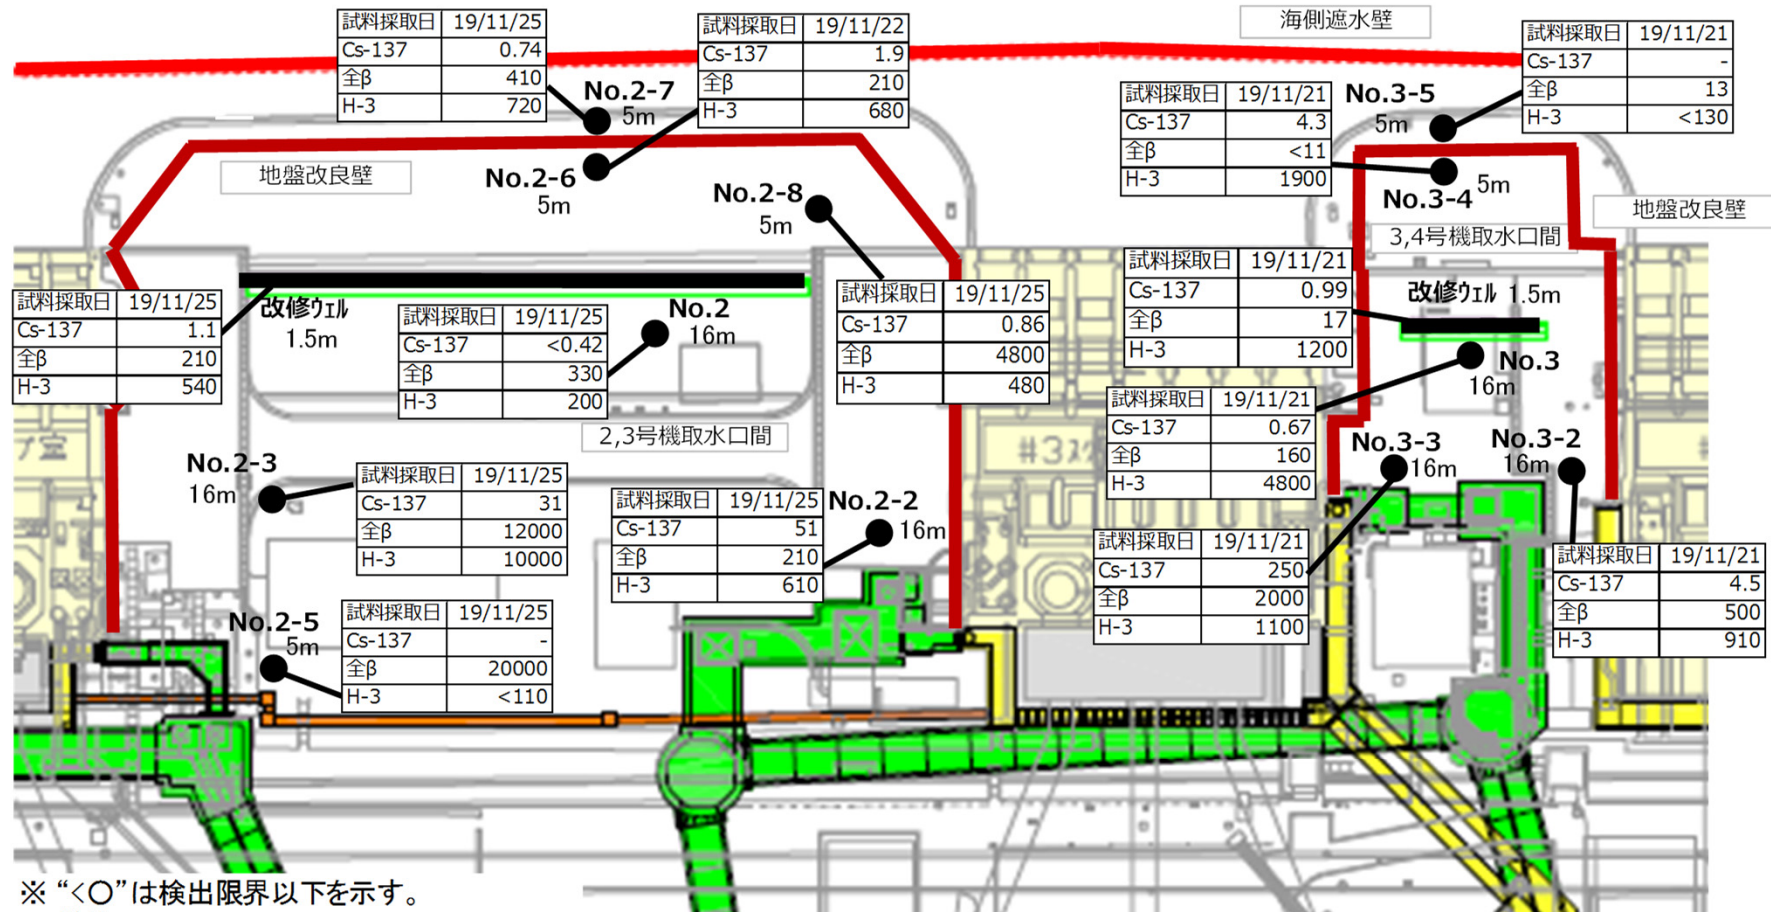 海側遮水壁
試料採取日 19/11/25
Cs-137 0.74
全β 410
H-3 720
No.2-7
5m
試料採取日 19/11/22
Cs-137 1.9
全β 210
H-3 680
試料採取日 19/11/21
Cs-137 -
全β 13
H-3 <130
No.3-5
5m
試料採取日 19/11/21
Cs-137 4.3
全β <11
H-3 1900
地盤改良壁
No.2-6
5m
No.2-8
5m
No.3-4
5m
地盤改良壁
3,4号機取水口間
試料採取日 19/11/25
Cs-137 1.1
全β 210
H-3 540
改修ウェル
1.5m
試料採取日 19/11/25
Cs-137 <0.42
全β 330
H-3 200
No.2
16m
試料採取日 19/11/25
Cs-137 0.86
全β 4800
H-3 480
試料採取日 19/11/21
Cs-137 0.99
全β 17
H-3 1200
改修ウェル 1.5m
No.3
16m
試料採取日 19/11/21
Cs-137 0.67
全β 160
H-3 4800
2,3号機取水口間
#3ス
プ室
No.2-3
16m
試料採取日 19/11/25
Cs-137 31
全β 12000
H-3 10000
試料採取日 19/11/25
Cs-137 51
全β 210
H-3 610
No.2-2
16m
No.3-3
16m
No.3-2
16m
試料採取日 19/11/21
Cs-137 250
全β 2000
H-3 1100
試料採取日 19/11/21
Cs-137 4.5
全β 500
H-3 910
No.2-5
5m
試料採取日 19/11/25
Cs-137 -
全β 20000
H-3 <110
※ “<○”は検出限界以下を示す。